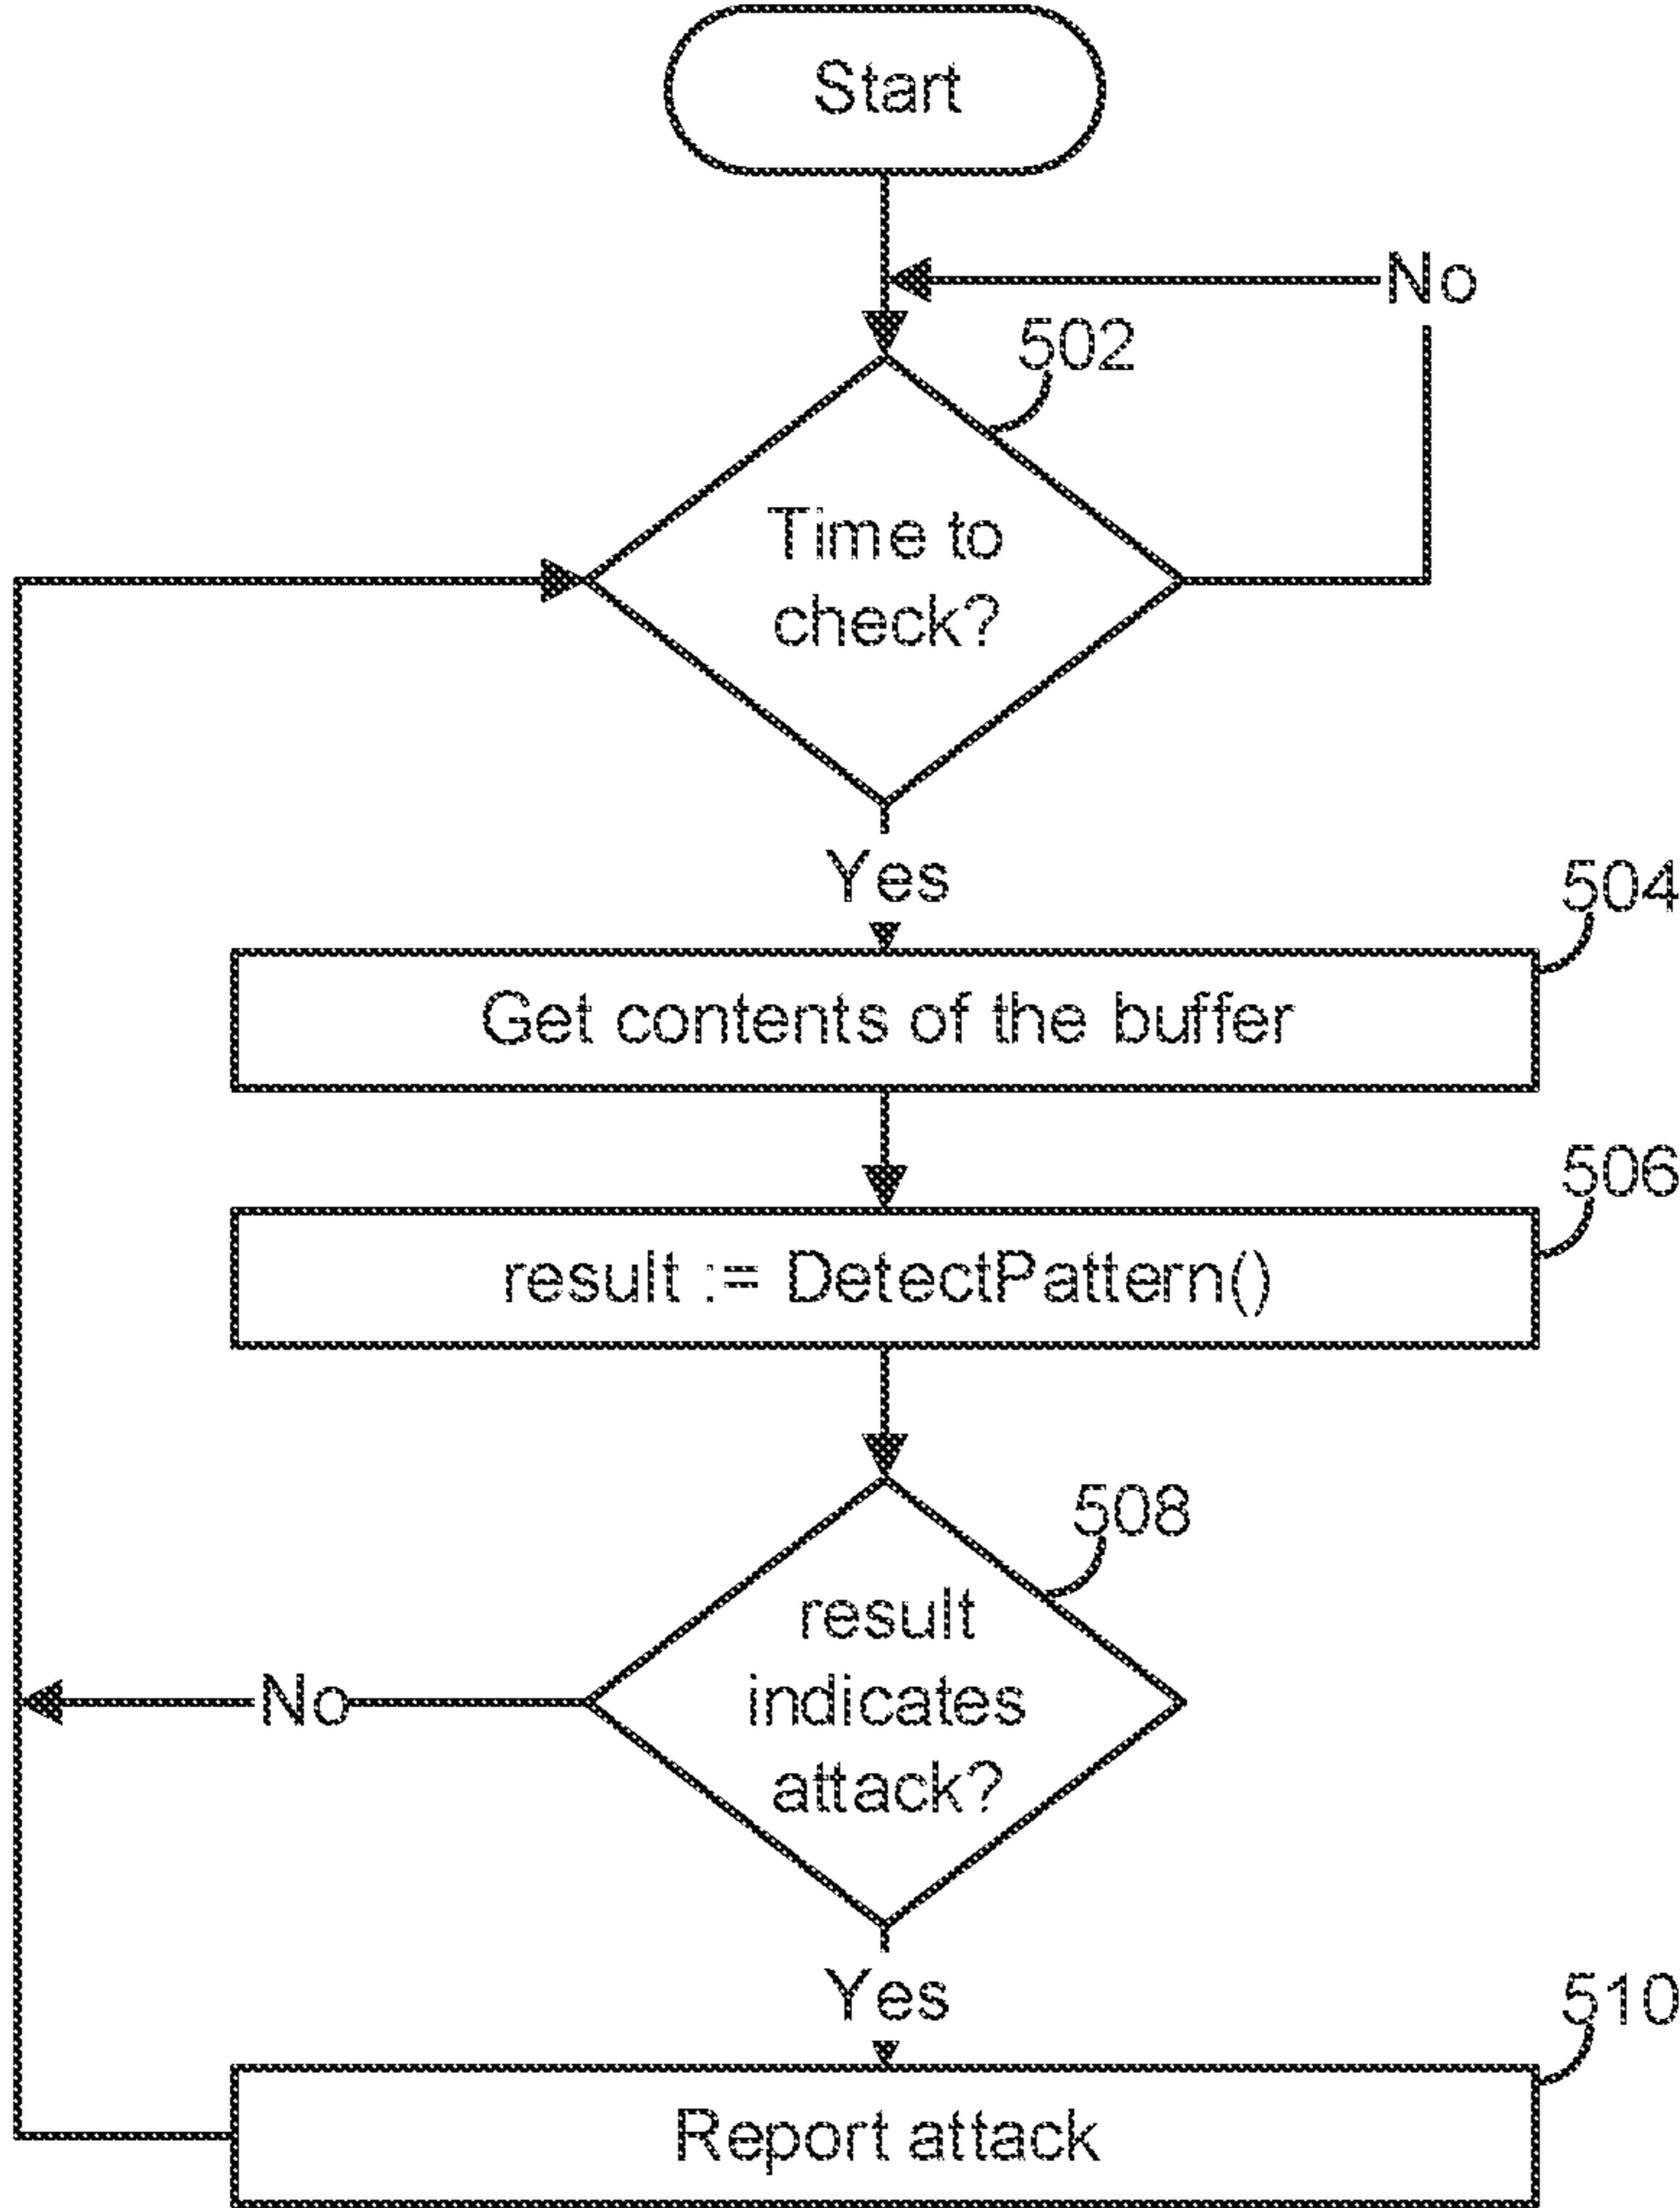 Start
No
502
Time to
check?
Yes
504
Get contents of the buffer
506
result := DetectPattern()
508
result
indicates
attack?
No
Yes
510
Report attack